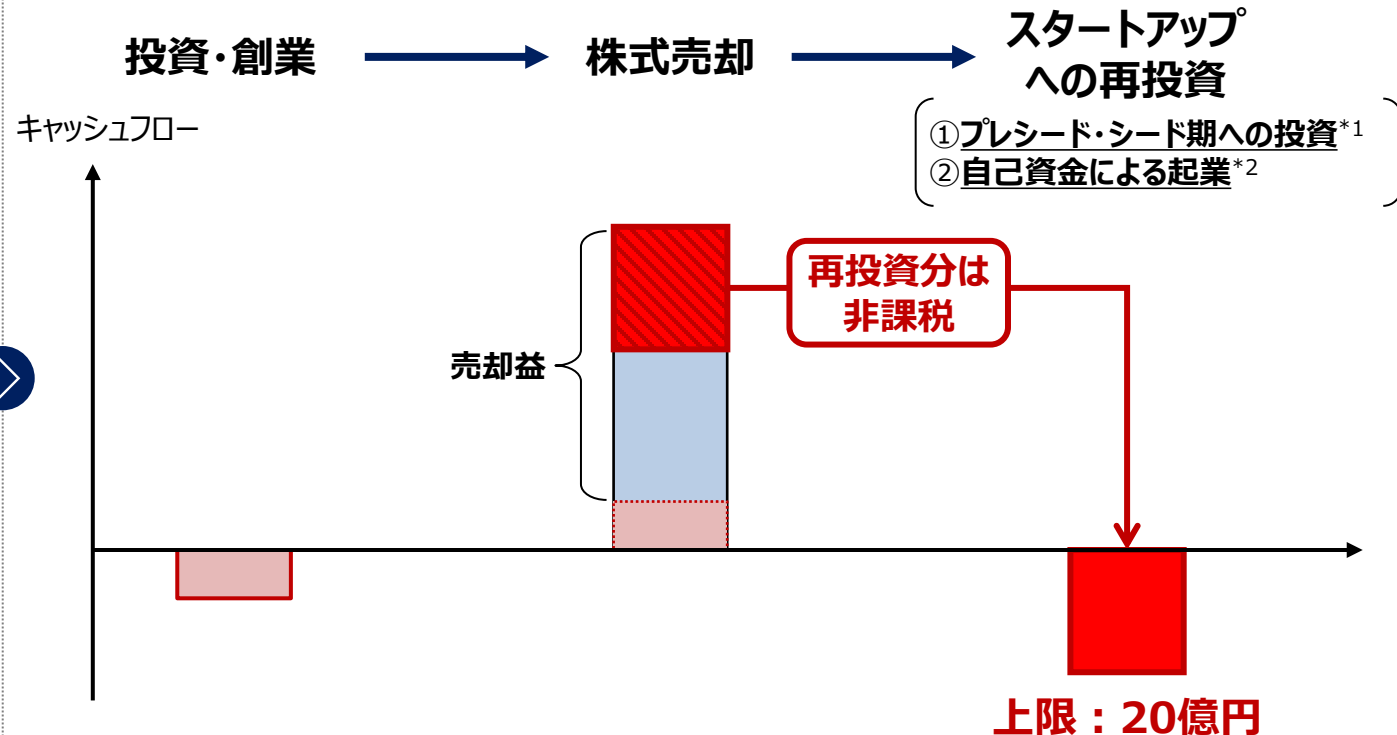 投資・創業
株式売却
スタートアップ
への再投資
①プレシード・シード期への投資*1
②自己資金による起業*2
キャッシュフロー
再投資分は
非課税
売却益
上限：20億円